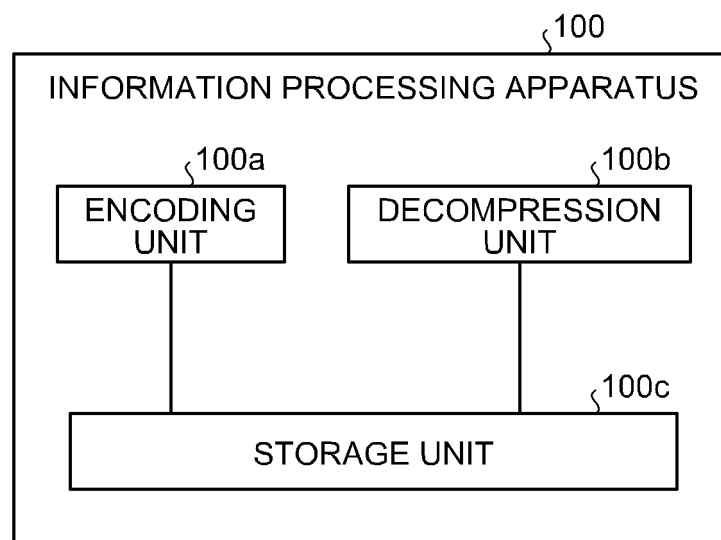 100
INFORMATION PROCESSING APPARATUS
100a
100b
ENCODING
UNIT
DECOMPRESSION
UNIT
100c
STORAGE UNIT